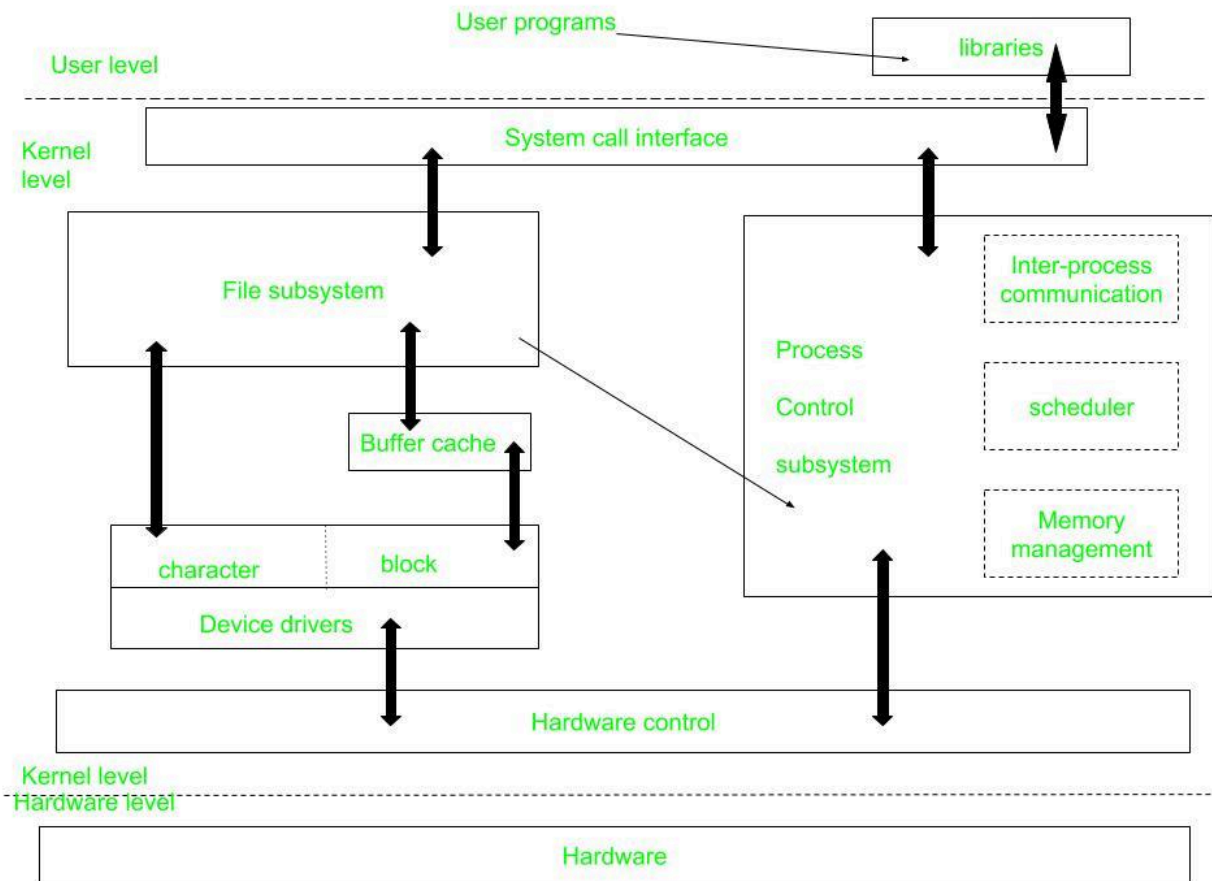 User programs
libraries
User level
System call interface
Kernel
level
File subsystem
Inter-process
communication
Process
Control
subsystem
scheduler
Buffer cache
Memory
management
character
block
Device drivers
Hardware control
Kernel level
Hardware level
Hardware